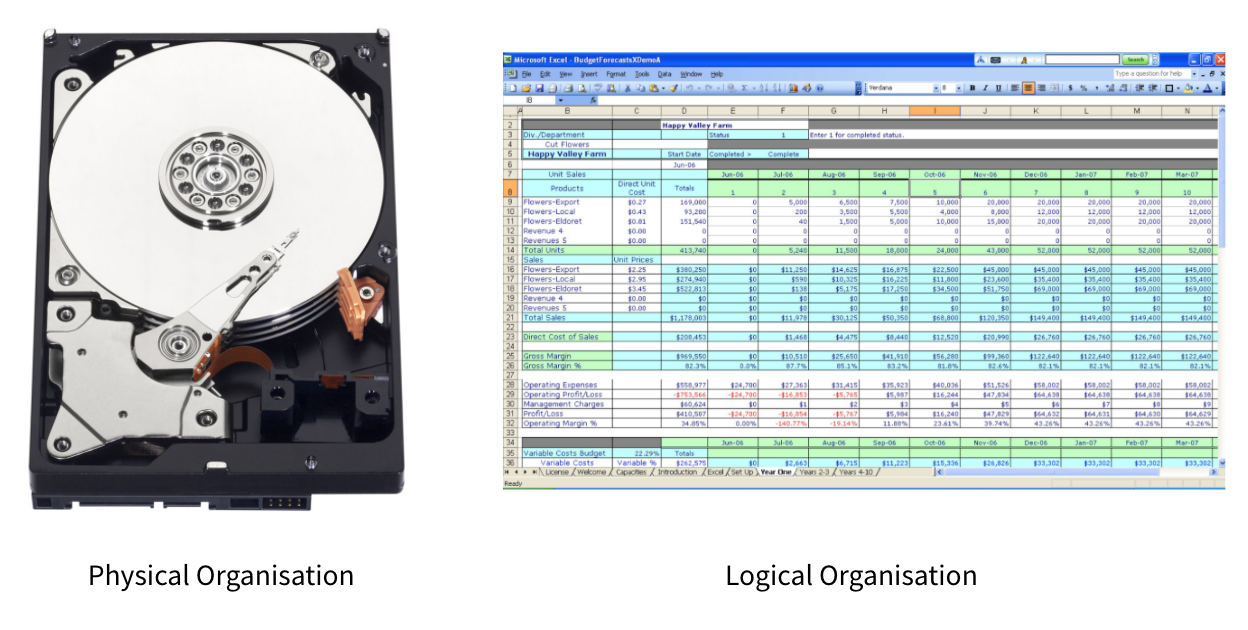 Microsoft Excel - BudgetForecastsXDemoA
Search
File Edit View Insert Format Tools Data Window Help
Type a question for help
Verdana 8 B I U
I8 fx
A B C D E F G H I J K L M N
2 Happy Valley Farm
3 Div./Department Status 1 Enter 1 for completed status.
4 Cut Flowers
5 Happy Valley Farm Start Date Completed > Complete
6 Jun-06
7 Unit Sales Jun-06 Jul-06 Aug-06 Sep-06 Oct-06 Nov-06 Dec-06 Jan-07 Feb-07 Mar-07
8 Products Direct Unit Cost Totals 1 2 3 4 5 6 7 8 9 10
9 Flowers-Export $0.27 169,000 0 5,000 6,500 7,500 10,000 20,000 20,000 20,000 20,000 20,000
10 Flowers-Local $0.43 93,200 0 200 3,500 5,500 4,000 8,000 12,000 12,000 12,000 12,000
11 Flowers-Eldoret $0.81 151,540 0 40 1,500 5,000 10,000 15,000 20,000 20,000 20,000 20,000
12 Revenue 4 $0.00 0 0 0 0 0 0 0 0 0 0 0
13 Revenues 5 $0.00 0 0 0 0 0 0 0 0 0 0 0
14 Total Units 413,740 0 5,240 11,500 18,000 24,000 43,000 52,000 52,000 52,000 52,000
15 Sales Unit Prices
16 Flowers-Export $2.25 $380,250 $0 $11,250 $14,625 $16,875 $22,500 $45,000 $45,000 $45,000 $45,000 $45,000
17 Flowers-Local $2.95 $274,940 $0 $590 $10,325 $16,225 $11,800 $23,600 $35,400 $35,400 $35,400 $35,400
18 Flowers-Eldoret $3.45 $522,813 $0 $138 $5,175 $17,250 $34,500 $51,750 $69,000 $69,000 $69,000 $69,000
19 Revenue 4 $0.00 $0 $0 $0 $0 $0 $0 $0 $0 $0 $0 $0
20 Revenues 5 $0.00 $0 $0 $0 $0 $0 $0 $0 $0 $0 $0 $0
21 Total Sales $1,178,003 $0 $11,978 $30,125 $50,350 $68,800 $120,350 $149,400 $149,400 $149,400 $149,400
22
23 Direct Cost of Sales $208,453 $0 $1,468 $4,475 $8,440 $12,520 $20,990 $26,760 $26,760 $26,760 $26,760
24
25 Gross Margin $969,550 $0 $10,510 $25,650 $41,910 $56,280 $99,360 $122,640 $122,640 $122,640 $122,640
26 Gross Margin % 82.3% 0.0% 87.7% 85.1% 83.2% 81.8% 82.6% 82.1% 82.1% 82.1% 82.1%
27
28 Operating Expenses $558,977 $24,700 $27,363 $31,415 $35,923 $40,036 $51,526 $58,002 $58,002 $58,002 $58,002
29 Operating Profit/Loss -$753,566 -$24,700 -$16,853 -$5,765 $5,987 $16,244 $47,834 $64,638 $64,638 $64,638 $64,638
30 Management Charges $60,624 $0 $1 $2 $3 $4 $5 $6 $7 $8 $9
31 Profit/Loss $410,507 -$24,700 -$16,854 -$5,767 $5,984 $16,240 $47,829 $64,632 $64,631 $64,630 $64,629
32 Operating Margin % 34.85% 0.00% -140.77% -19.14% 11.88% 23.61% 39.74% 43.26% 43.26% 43.26% 43.26%
33
34 Jun-06 Jul-06 Aug-06 Sep-06 Oct-06 Nov-06 Dec-06 Jan-07 Feb-07 Mar-07
35 Variable Costs Budget 22.29% Totals
36 Variable Costs Variable % $262,575 $0 $2,663 $6,715 $11,223 $15,336 $26,826 $33,302 $33,302 $33,302 $33,302
License Welcome Capacities Introduction Excel Set Up Year One Years 2-3 Years 4-10
Ready
Physical Organisation
Logical Organisation